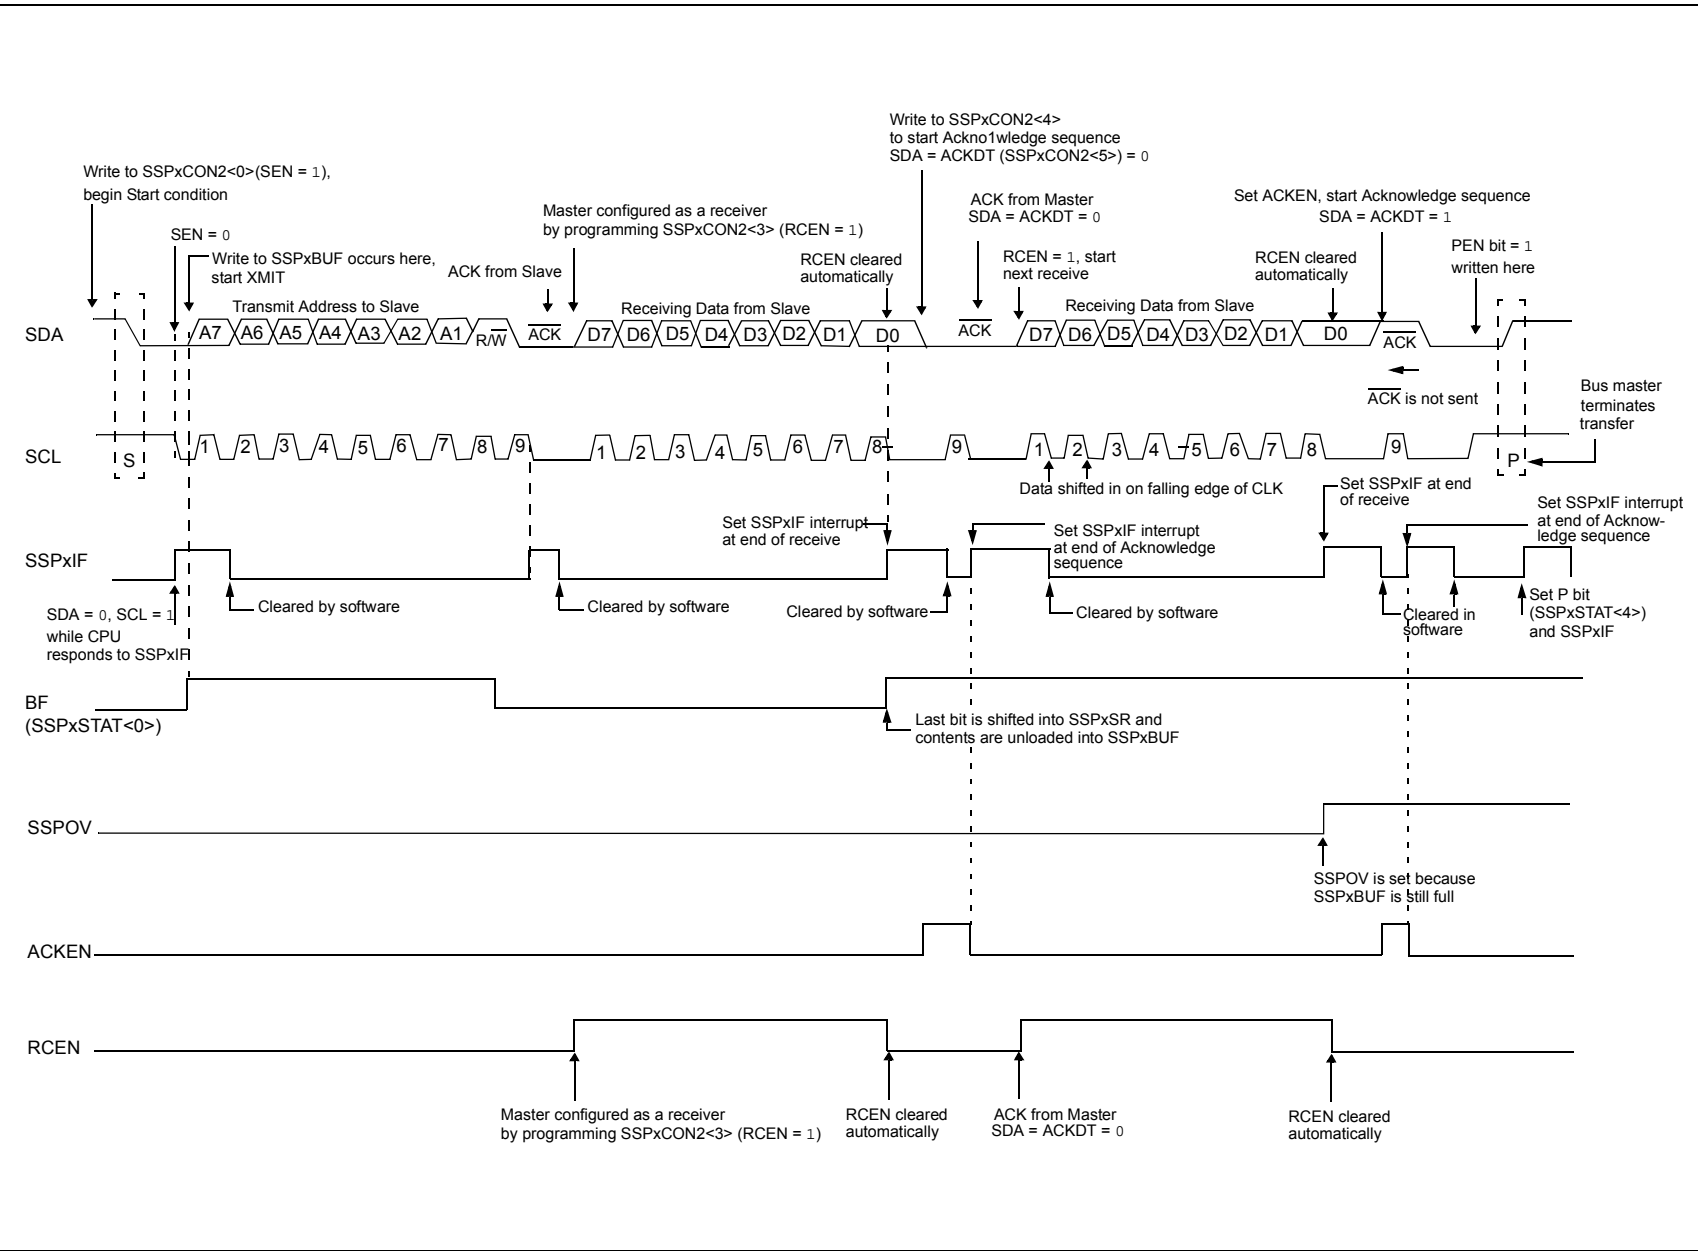 Write to SSPxCON2<4>
to start Ackno1wledge sequence
SDA = ACKDT (SSPxCON2<5>) = 0
Write to SSPxCON2<0>(SEN = 1),
begin Start condition
SEN = 0
Write to SSPxBUF occurs here,
start XMIT
ACK from Slave
Master configured as a receiver
by programming SSPxCON2<3> (RCEN = 1)
RCEN cleared
automatically
ACK from Master
SDA = ACKDT = 0
RCEN = 1, start
next receive
Set ACKEN, start Acknowledge sequence
SDA = ACKDT = 1
RCEN cleared
automatically
PEN bit = 1
written here
Transmit Address to Slave
Receiving Data from Slave
Receiving Data from Slave
SDA A7 A6 A5 A4 A3 A2 A1 R/W ACK D7 D6 D5 D4 D3 D2 D1 D0 ACK D7 D6 D5 D4 D3 D2 D1 D0 ACK
ACK is not sent
Bus master
terminates
transfer
SCL S 1 2 3 4 5 6 7 8 9 1 2 3 4 5 6 7 8 9 1 2 3 4 5 6 7 8 9 P
Data shifted in on falling edge of CLK
Set SSPxIF at end
of receive
Set SSPxIF interrupt
at end of Acknow-
ledge sequence
Set SSPxIF interrupt
at end of receive
Set SSPxIF interrupt
at end of Acknowledge
sequence
SSPxIF
SDA = 0, SCL = 1
while CPU
responds to SSPxIF
Cleared by software
Cleared by software
Cleared by software
Cleared by software
Cleared in
software
Set P bit
(SSPxSTAT<4>)
and SSPxIF
BF
(SSPxSTAT<0>)
Last bit is shifted into SSPxSR and
contents are unloaded into SSPxBUF
SSPOV
SSPOV is set because
SSPxBUF is still full
ACKEN
RCEN
Master configured as a receiver
by programming SSPxCON2<3> (RCEN = 1)
RCEN cleared
automatically
ACK from Master
SDA = ACKDT = 0
RCEN cleared
automatically